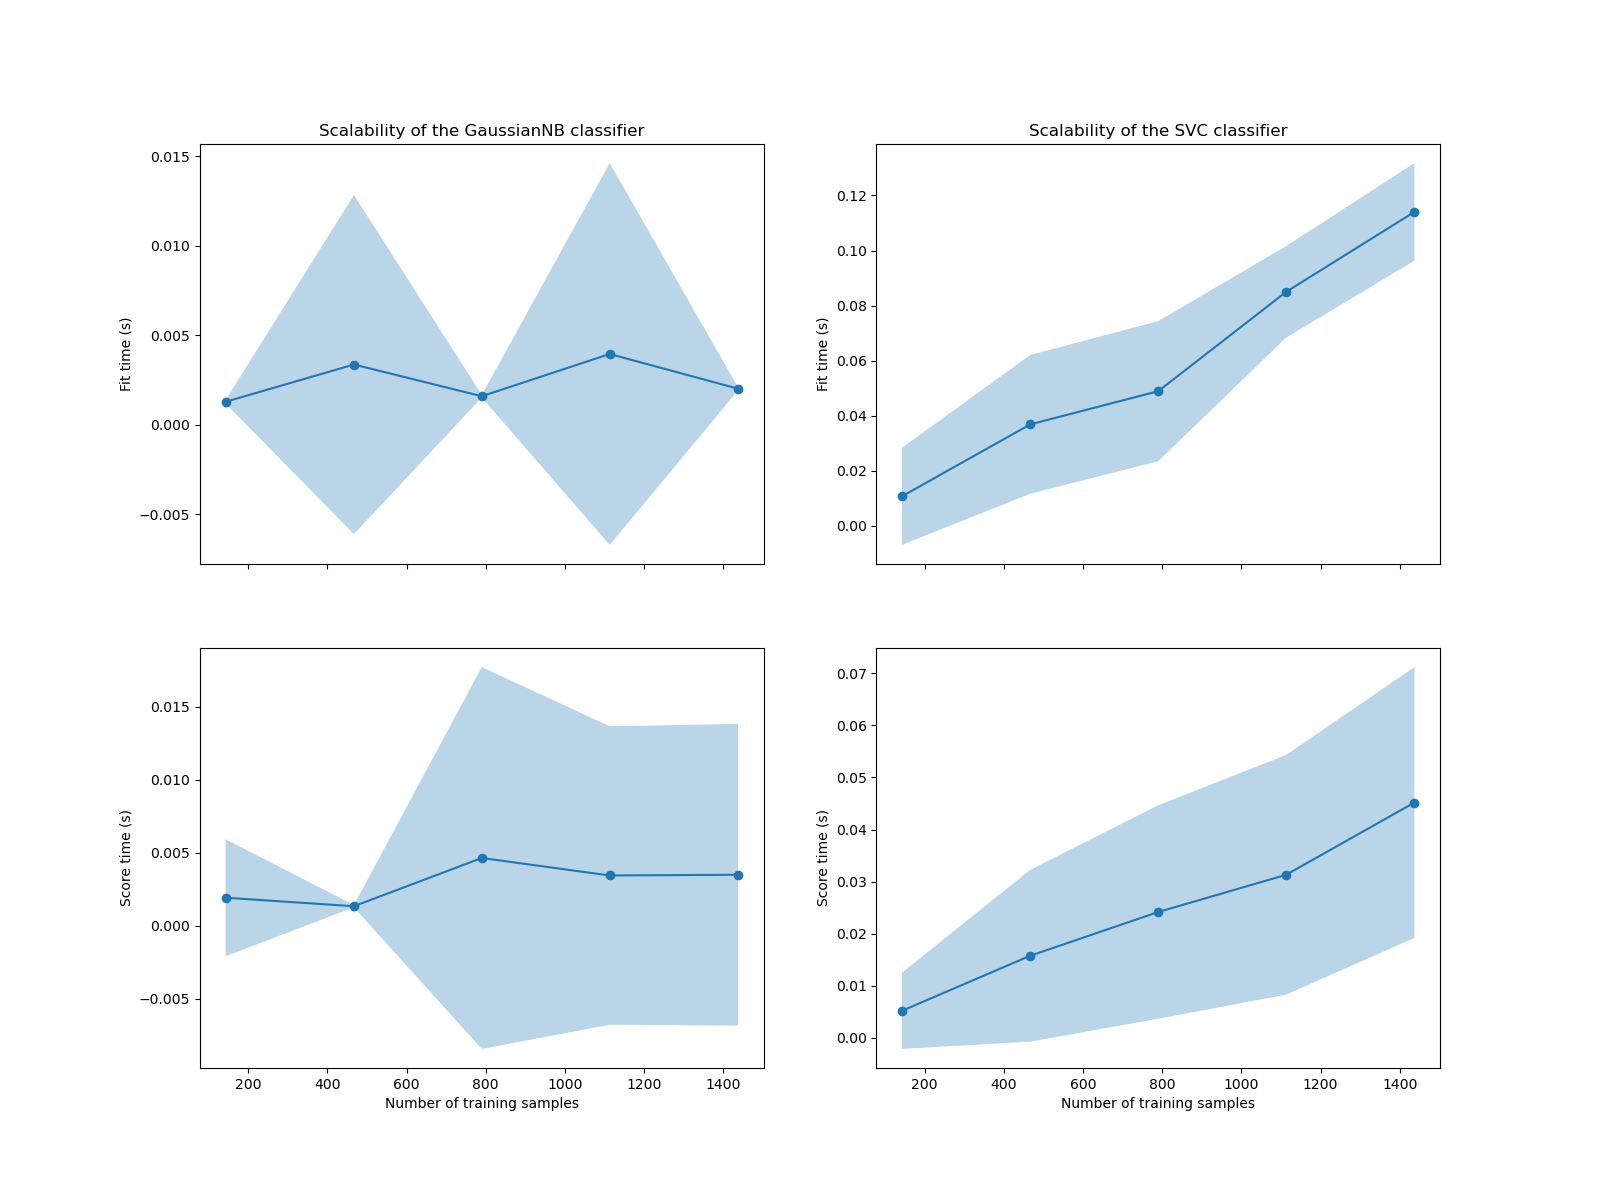 Scalability of the GaussianNB classifier
0.015
0.010
0.005
0.000
−0.005
Fit time (s)
Scalability of the SVC classifier
0.12
0.10
0.08
0.06
0.04
0.02
0.00
Fit time (s)
0.015
0.010
0.005
0.000
−0.005
Score time (s)
200 400 600 800 1000 1200 1400
Number of training samples
0.07
0.06
0.05
0.04
0.03
0.02
0.01
0.00
Score time (s)
200 400 600 800 1000 1200 1400
Number of training samples